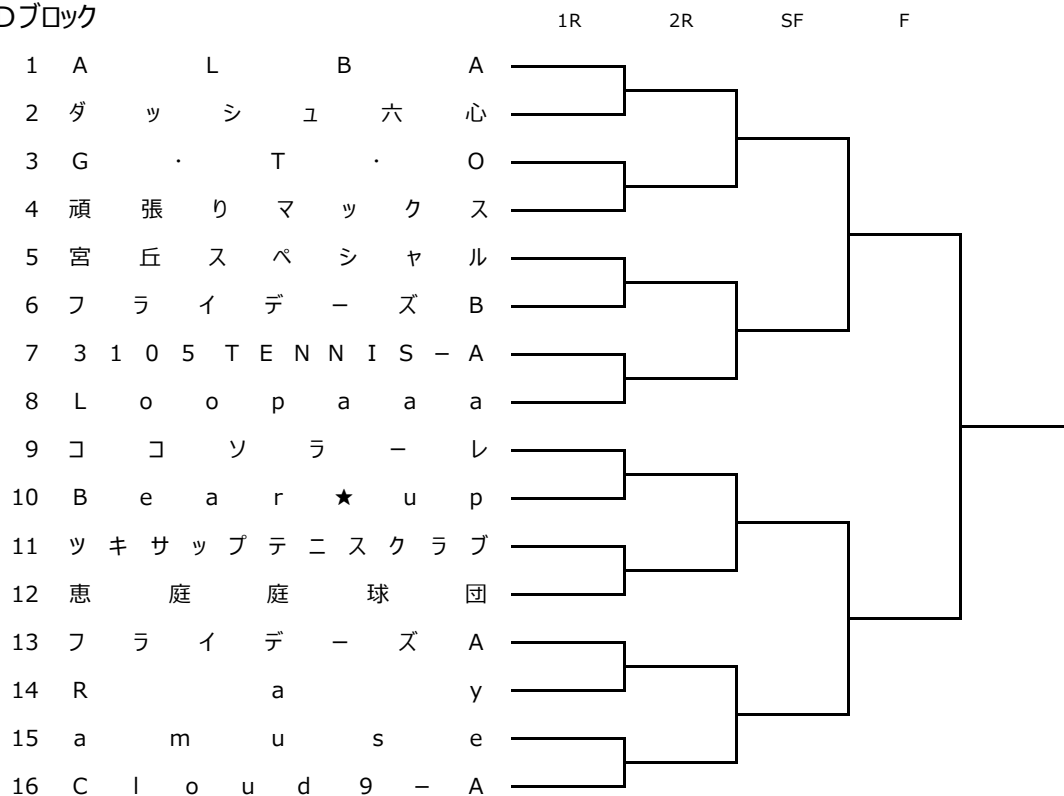 Dブロック
1R 2R SF F
1 ALBA
2 ダッシュ六心
3 G・T・O
4 頑張りマックス
5 宮丘スペシャル
6 フライデーズB
7 3105TENNIS－A
8 Loopaaa
9 ココソラーレ
10 Bear★up
11 ツキサップテニスクラブ
12 恵庭庭球団
13 フライデーズA
14 Ray
15 amuse
16 Cloud9－A